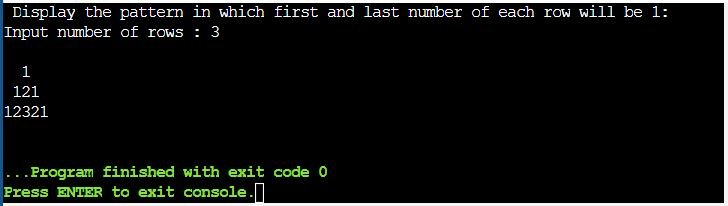 Display the pattern in which first and last number of each row will be 1:
Input number of rows : 3
1
121
12321
...Program finished with exit code 0
Press ENTER to exit console.